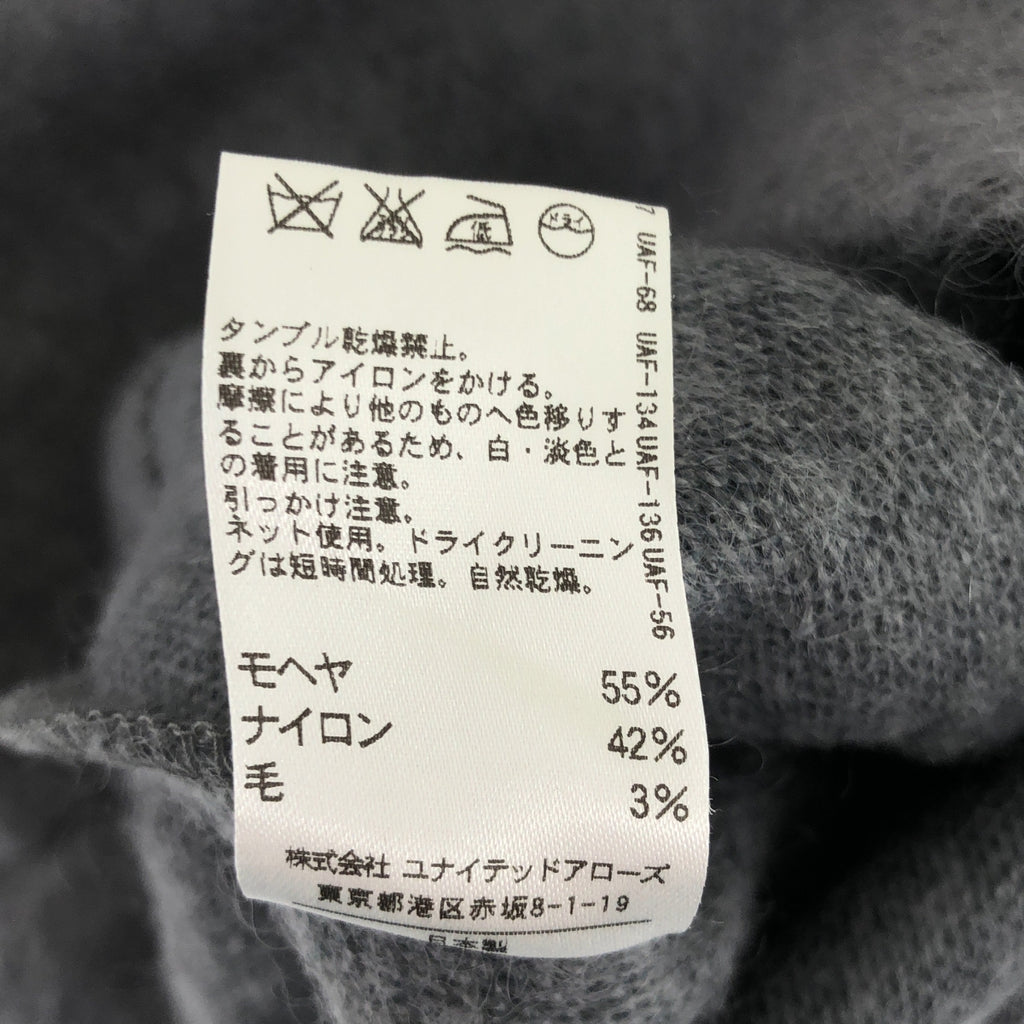 低 ドライ
タンブル乾燥禁止。
裏からアイロンをかける。
摩擦により他のものへ色移りす
ることがあるため、白・淡色と
の着用に注意。
引っかけ注意。
ネット使用。ドライクリーニン
グは短時間処理。自然乾燥。
モヘヤ 55%
ナイロン 42%
毛 3%
株式会社 ユナイテッドアローズ
東京都港区赤坂8-1-19
日本製
7 UAF-68 UAF-134 UAF-136 UAF-56